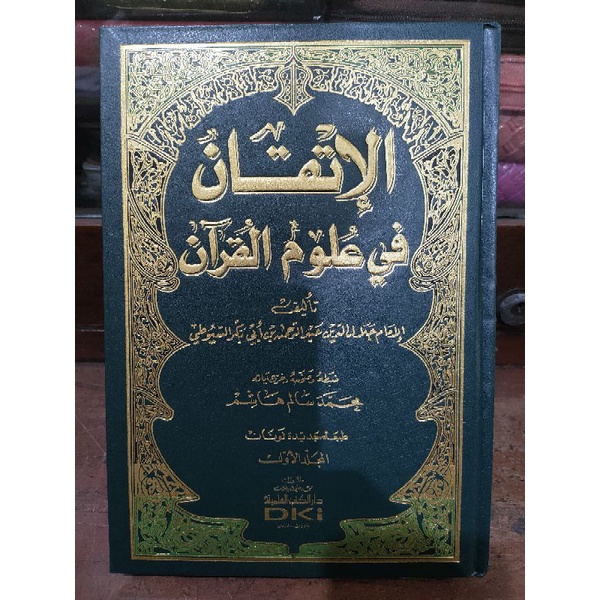 الإتقان
في علوم القرآن
تأليف
الإمام جلال الدين عبد الرحمن بن أبي بكر السيوطي
ضبطه وصححه وخرج آياته
محمد سالم هاشم
طبعة جديدة لونان
المجلد الأول
دار الكتب العلمية
DKi